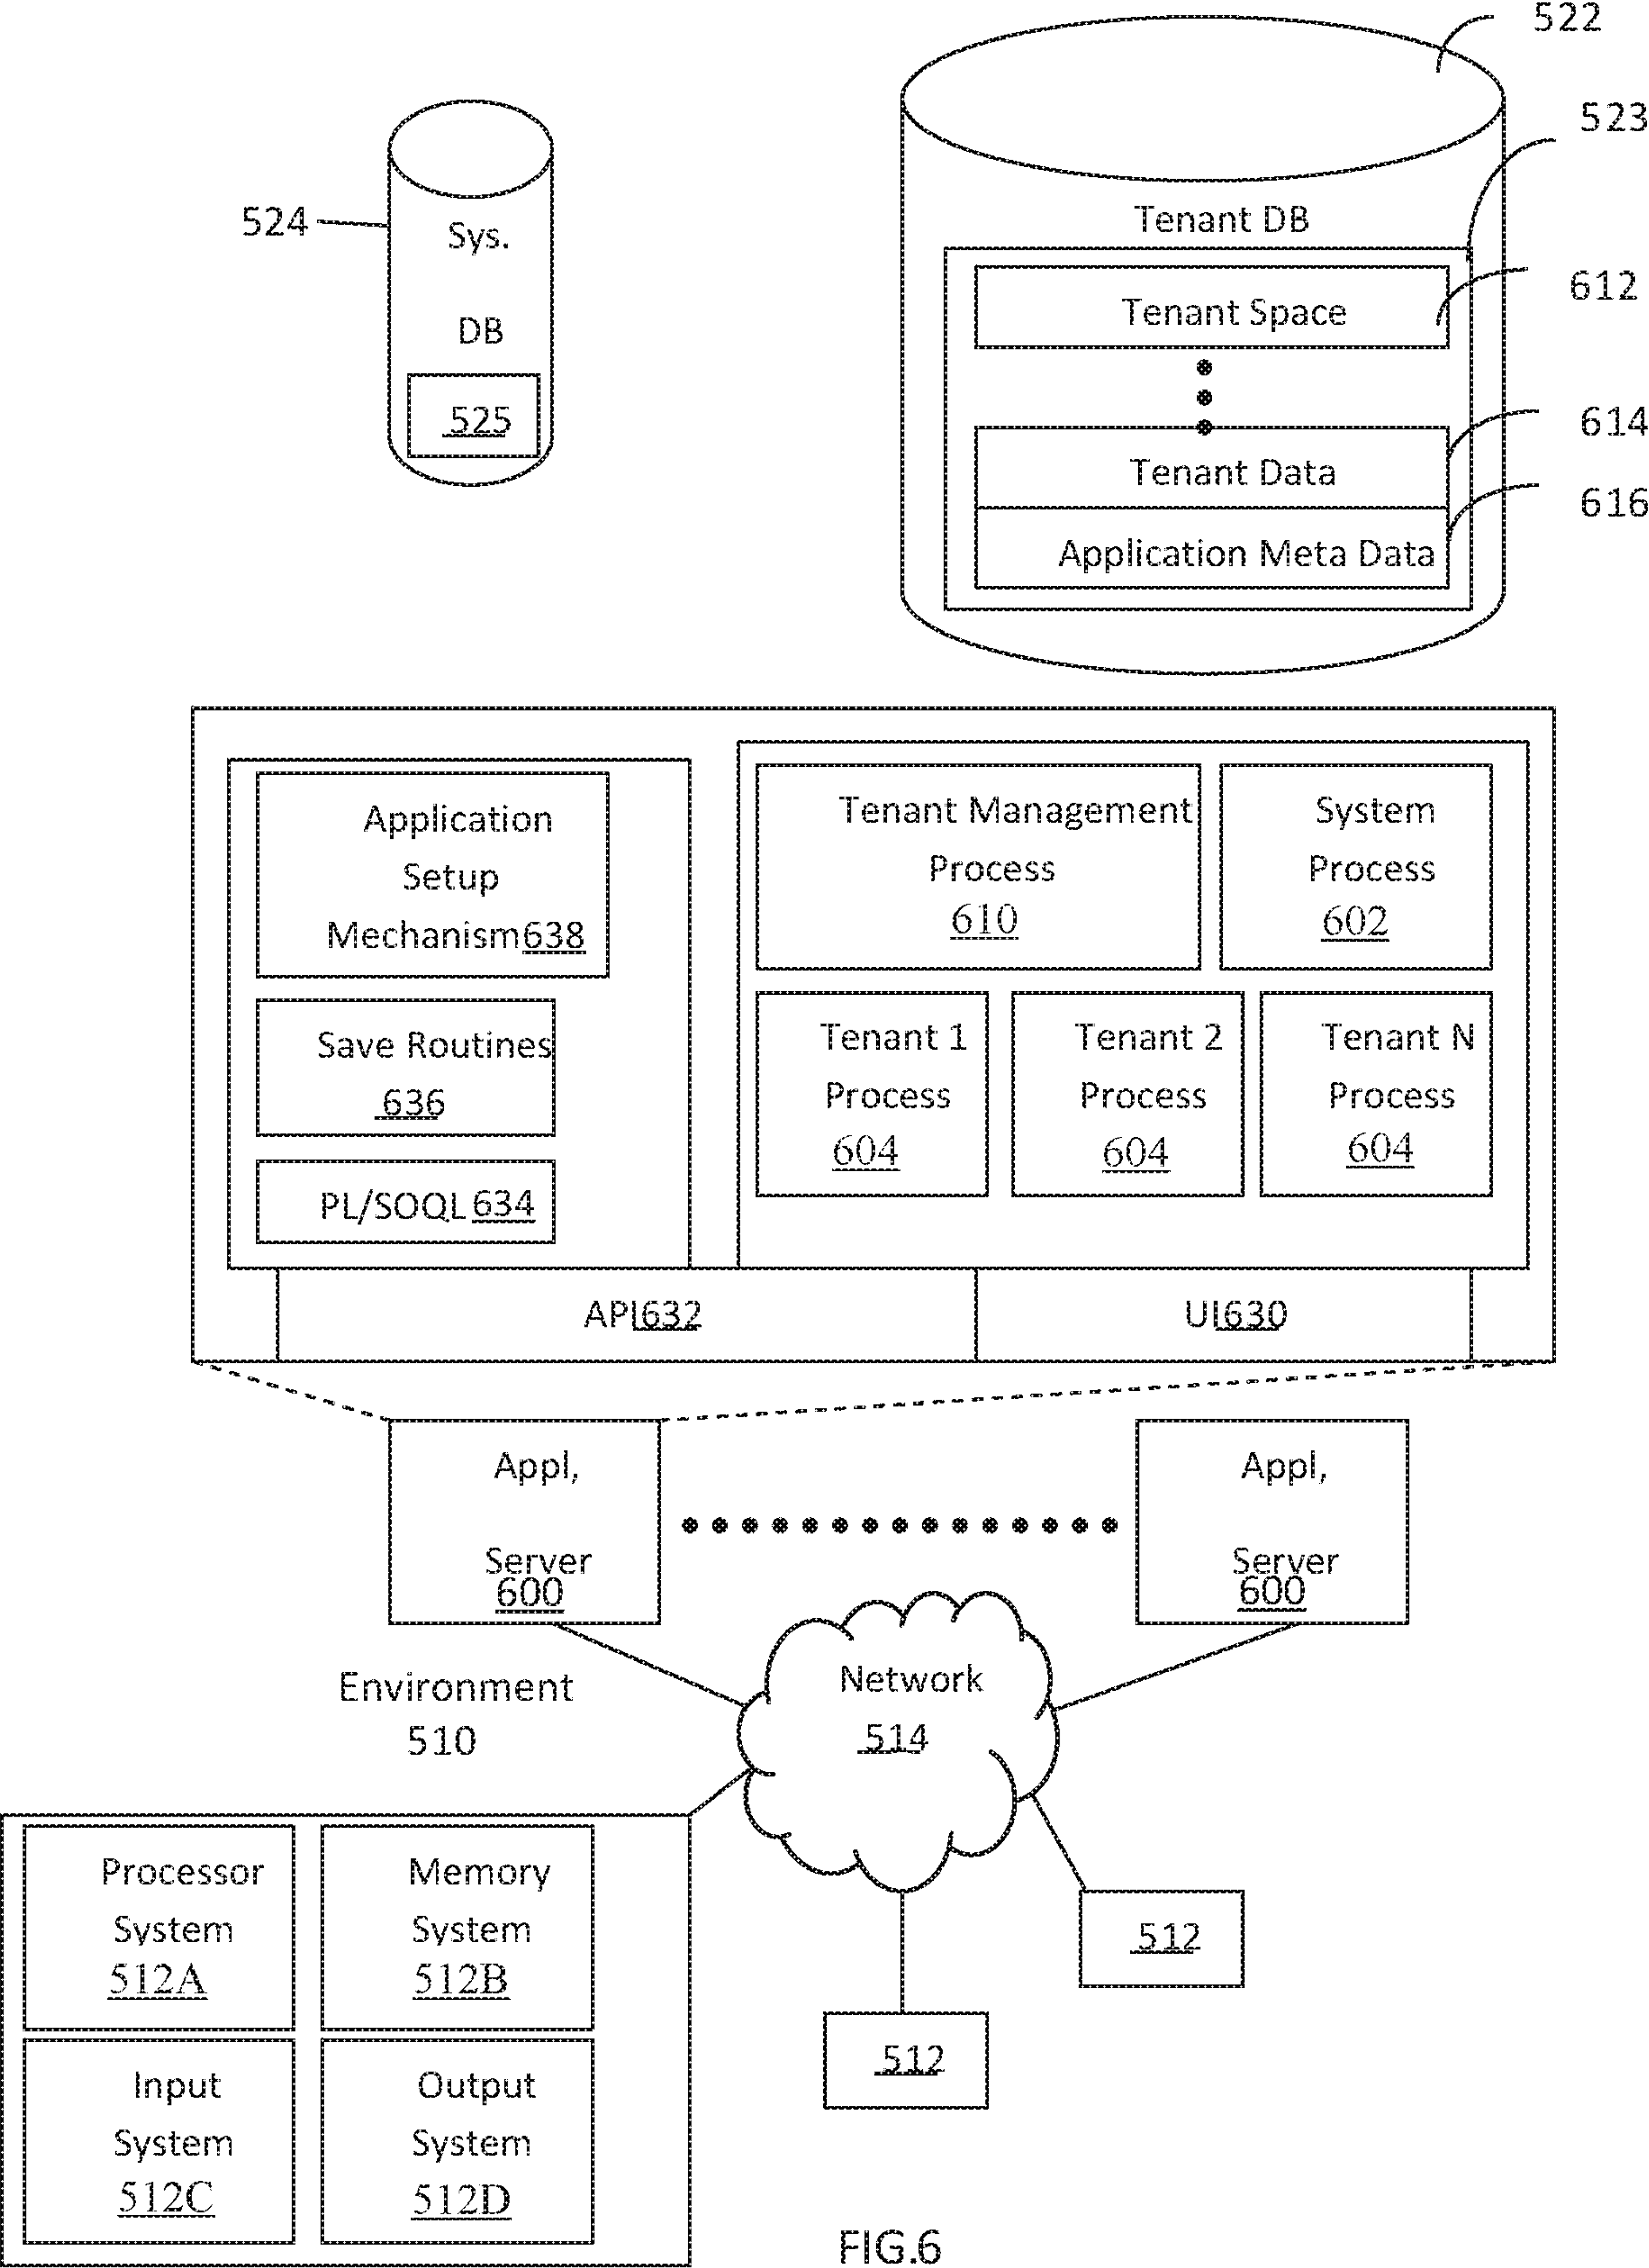 522
523
524
Sys.
DB
525
Tenant DB
612
Tenant Space
614
Tenant Data
616
Application Meta Data
Application
Setup
Mechanism638
Save Routines
636
PL/SOQL634
Tenant Management
Process
610
System
Process
602
Tenant 1
Process
604
Tenant 2
Process
604
Tenant N
Process
604
API632
UI630
Appl,
Server
600
Appl,
Server
600
Environment
510
Network
514
Processor
System
512A
Memory
System
512B
Input
System
512C
Output
System
512D
512
512
FIG.6